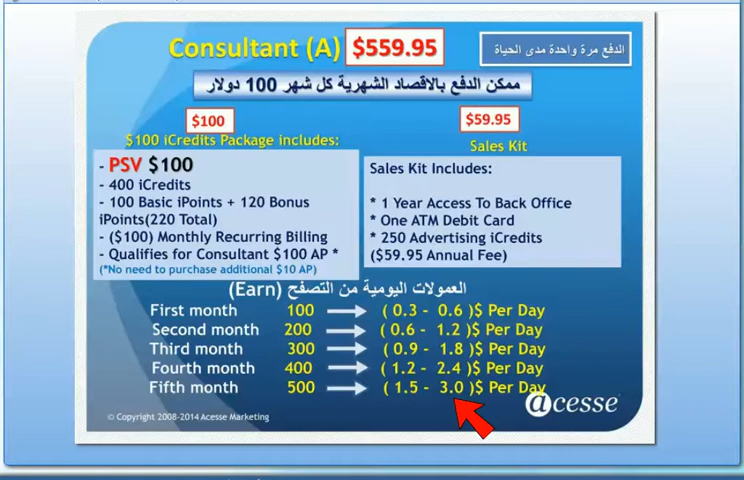 Consultant (A) $559.95
الدفع مرة واحدة مدى الحياة
ممكن الدفع بالاقصاد الشهرية كل شهر 100 دولار
$100
$100 iCredits Package includes:
- PSV $100
- 400 iCredits
- 100 Basic iPoints + 120 Bonus
iPoints(220 Total)
- ($100) Monthly Recurring Billing
- Qualifies for Consultant $100 AP *
(*No need to purchase additional $10 AP)
$59.95
Sales Kit
Sales Kit Includes:
* 1 Year Access To Back Office
* One ATM Debit Card
* 250 Advertising iCredits
($59.95 Annual Fee)
العمولات اليومية من التصفح (Earn)
First month 100 ( 0.3 - 0.6 )$ Per Day
Second month 200 ( 0.6 - 1.2 )$ Per Day
Third month 300 ( 0.9 - 1.8 )$ Per Day
Fourth month 400 ( 1.2 - 2.4 )$ Per Day
Fifth month 500 ( 1.5 - 3.0 )$ Per Day
© Copyright 2008-2014 Acesse Marketing
acesse